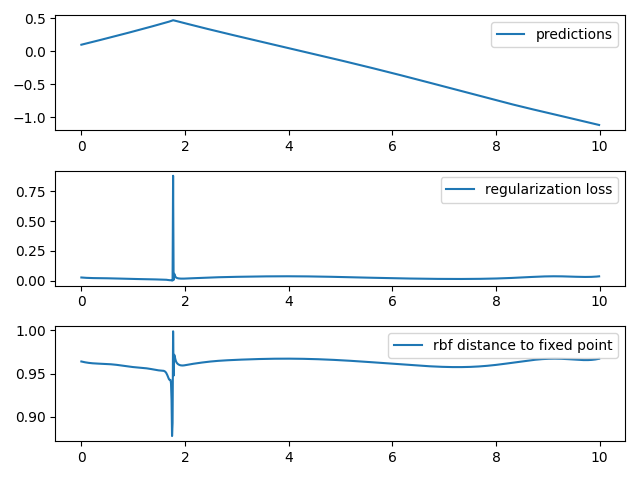 predictions
0.5
0.0
−0.5
−1.0
0 2 4 6 8 10
regularization loss
0.75
0.50
0.25
0.00
0 2 4 6 8 10
rbf distance to fixed point
1.00
0.95
0.90
0 2 4 6 8 10